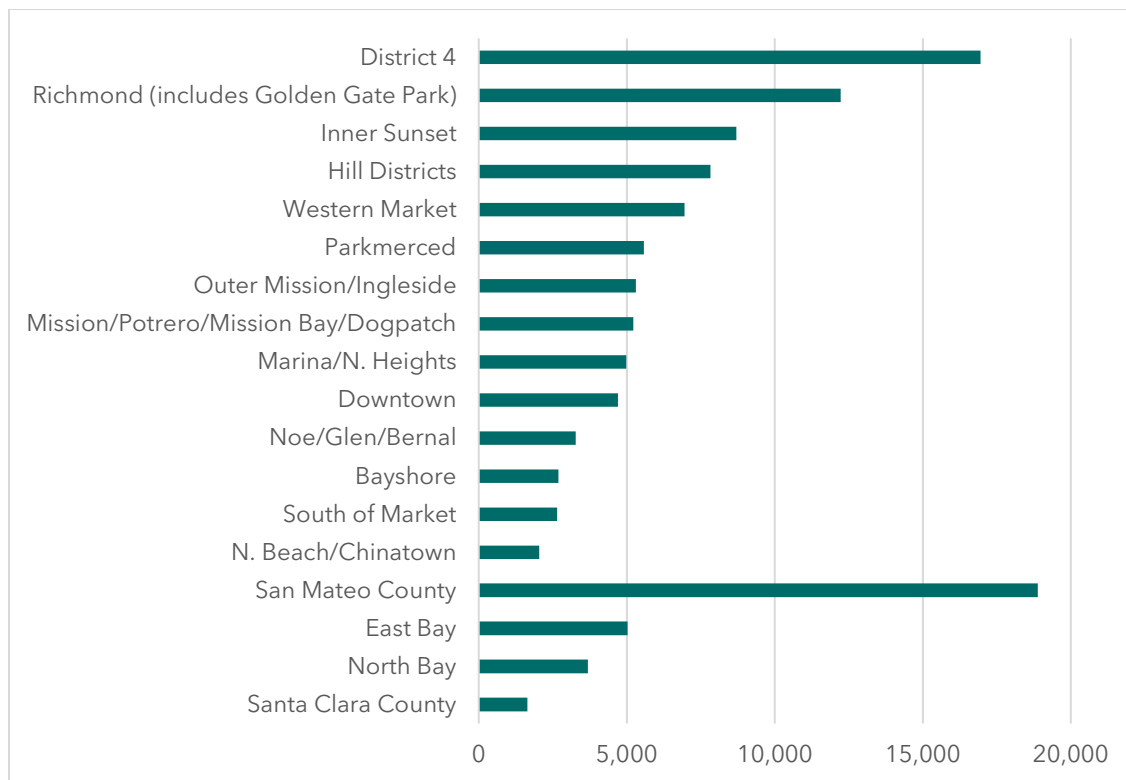 District 4
Richmond (includes Golden Gate Park)
Inner Sunset
Hill Districts
Western Market
Parkmerced
Outer Mission/Ingleside
Mission/Potrero/Mission Bay/Dogpatch
Marina/N. Heights
Downtown
Noe/Glen/Bernal
Bayshore
South of Market
N. Beach/Chinatown
San Mateo County
East Bay
North Bay
Santa Clara County
0 5,000 10,000 15,000 20,000